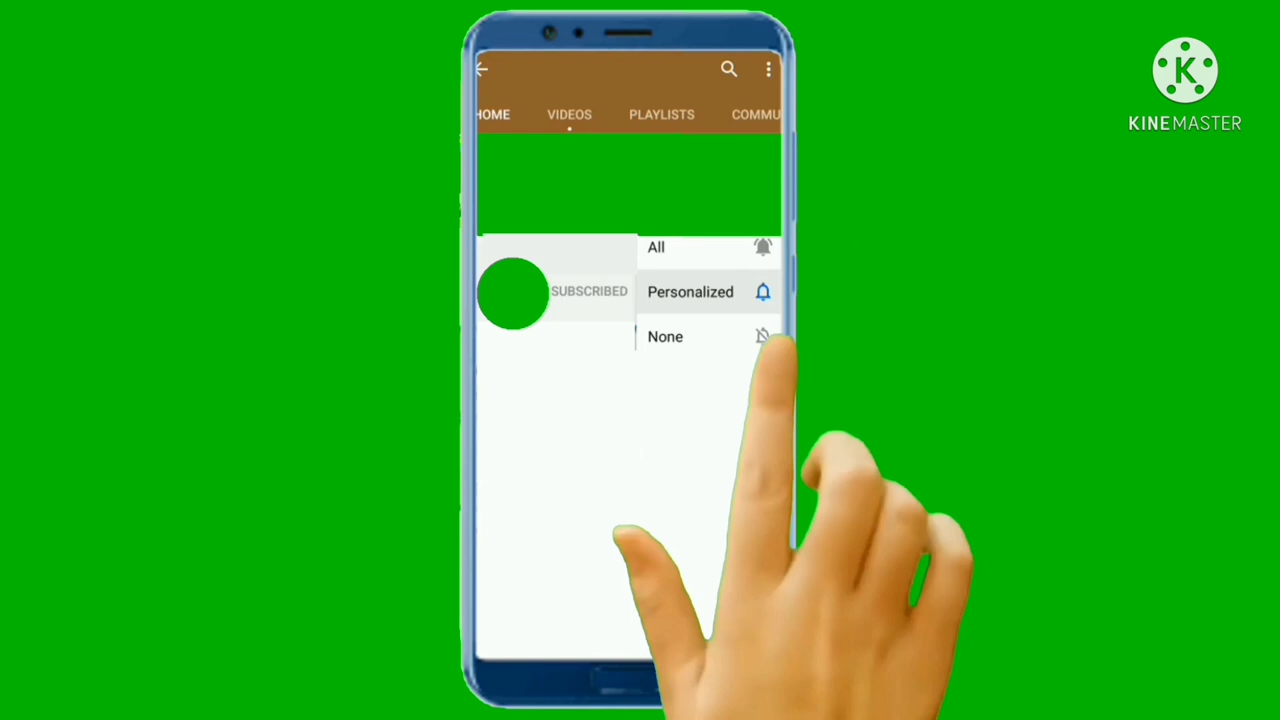 KINEMASTER
HOME VIDEOS PLAYLISTS COMMU
All
SUBSCRIBED Personalized
None